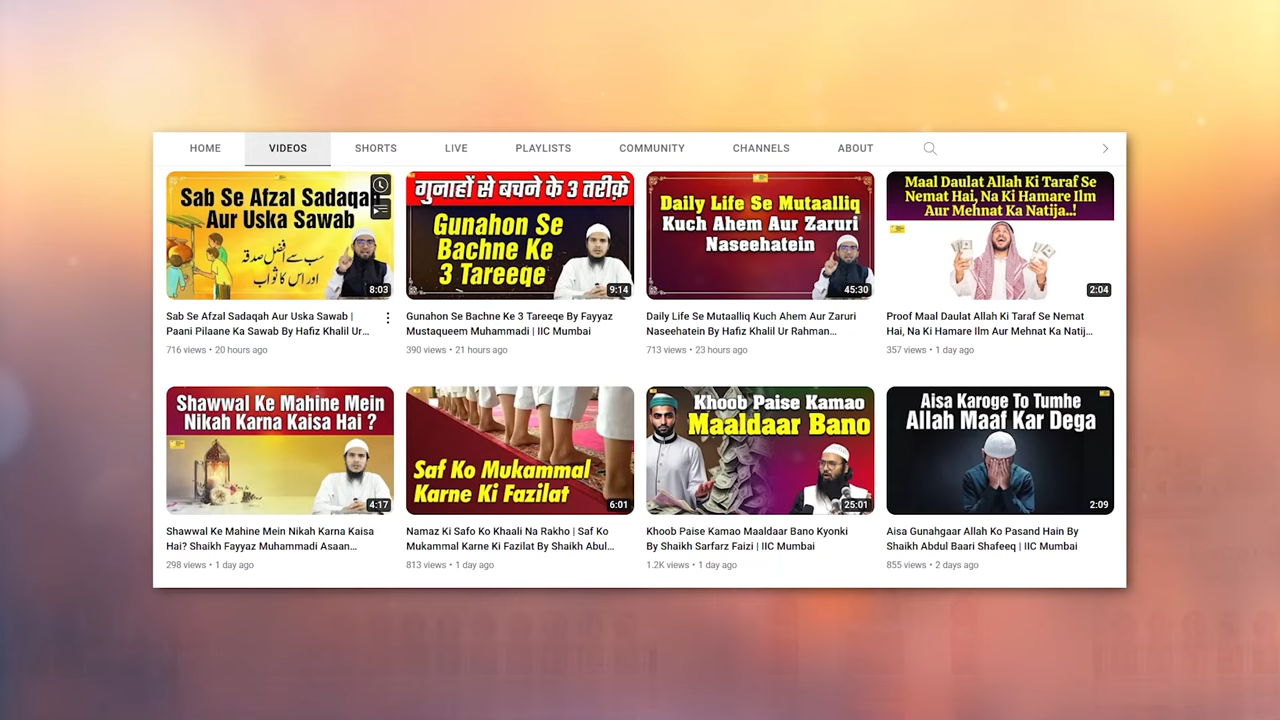 HOME VIDEOS SHORTS LIVE PLAYLISTS COMMUNITY CHANNELS ABOUT
Sab Se Afzal Sadaqah
Aur Uska Sawab
سب سے افضل صدقہ
اور اس کا ثواب
8:03
गुनाहों से बचने के 3 तरीक़े
Gunahon Se
Bachne Ke
3 Tareeqe
9:14
Daily Life Se Mutaalliq
Kuch Ahem Aur Zaruri
Naseehatein
45:30
Maal Daulat Allah Ki Taraf Se
Nemat Hai, Na Ki Hamare Ilm
Aur Mehnat Ka Natija..!
2:04
Sab Se Afzal Sadaqah Aur Uska Sawab |
Paani Pilaane Ka Sawab By Hafiz Khalil Ur...
716 views • 20 hours ago
Gunahon Se Bachne Ke 3 Tareeqe By Fayyaz
Mustaqueem Muhammadi | IIC Mumbai
390 views • 21 hours ago
Daily Life Se Mutaalliq Kuch Ahem Aur Zaruri
Naseehatein By Hafiz Khalil Ur Rahman...
713 views • 23 hours ago
Proof Maal Daulat Allah Ki Taraf Se Nemat
Hai, Na Ki Hamare Ilm Aur Mehnat Ka Natij...
357 views • 1 day ago
Shawwal Ke Mahine Mein
Nikah Karna Kaisa Hai ?
4:17
Saf Ko Mukammal
Karne Ki Fazilat
6:01
Khoob Paise Kamao
Maaldaar Bano
25:01
Aisa Karoge To Tumhe
Allah Maaf Kar Dega
2:09
Shawwal Ke Mahine Mein Nikah Karna Kaisa
Hai? Shaikh Fayyaz Muhammadi Asaan...
298 views • 1 day ago
Namaz Ki Safo Ko Khaali Na Rakho | Saf Ko
Mukammal Karne Ki Fazilat By Shaikh Abul...
813 views • 1 day ago
Khoob Paise Kamao Maaldaar Bano Kyonki
By Shaikh Sarfarz Faizi | IIC Mumbai
1.2K views • 1 day ago
Aisa Gunahgaar Allah Ko Pasand Hain By
Shaikh Abdul Baari Shafeeq | IIC Mumbai
855 views • 2 days ago